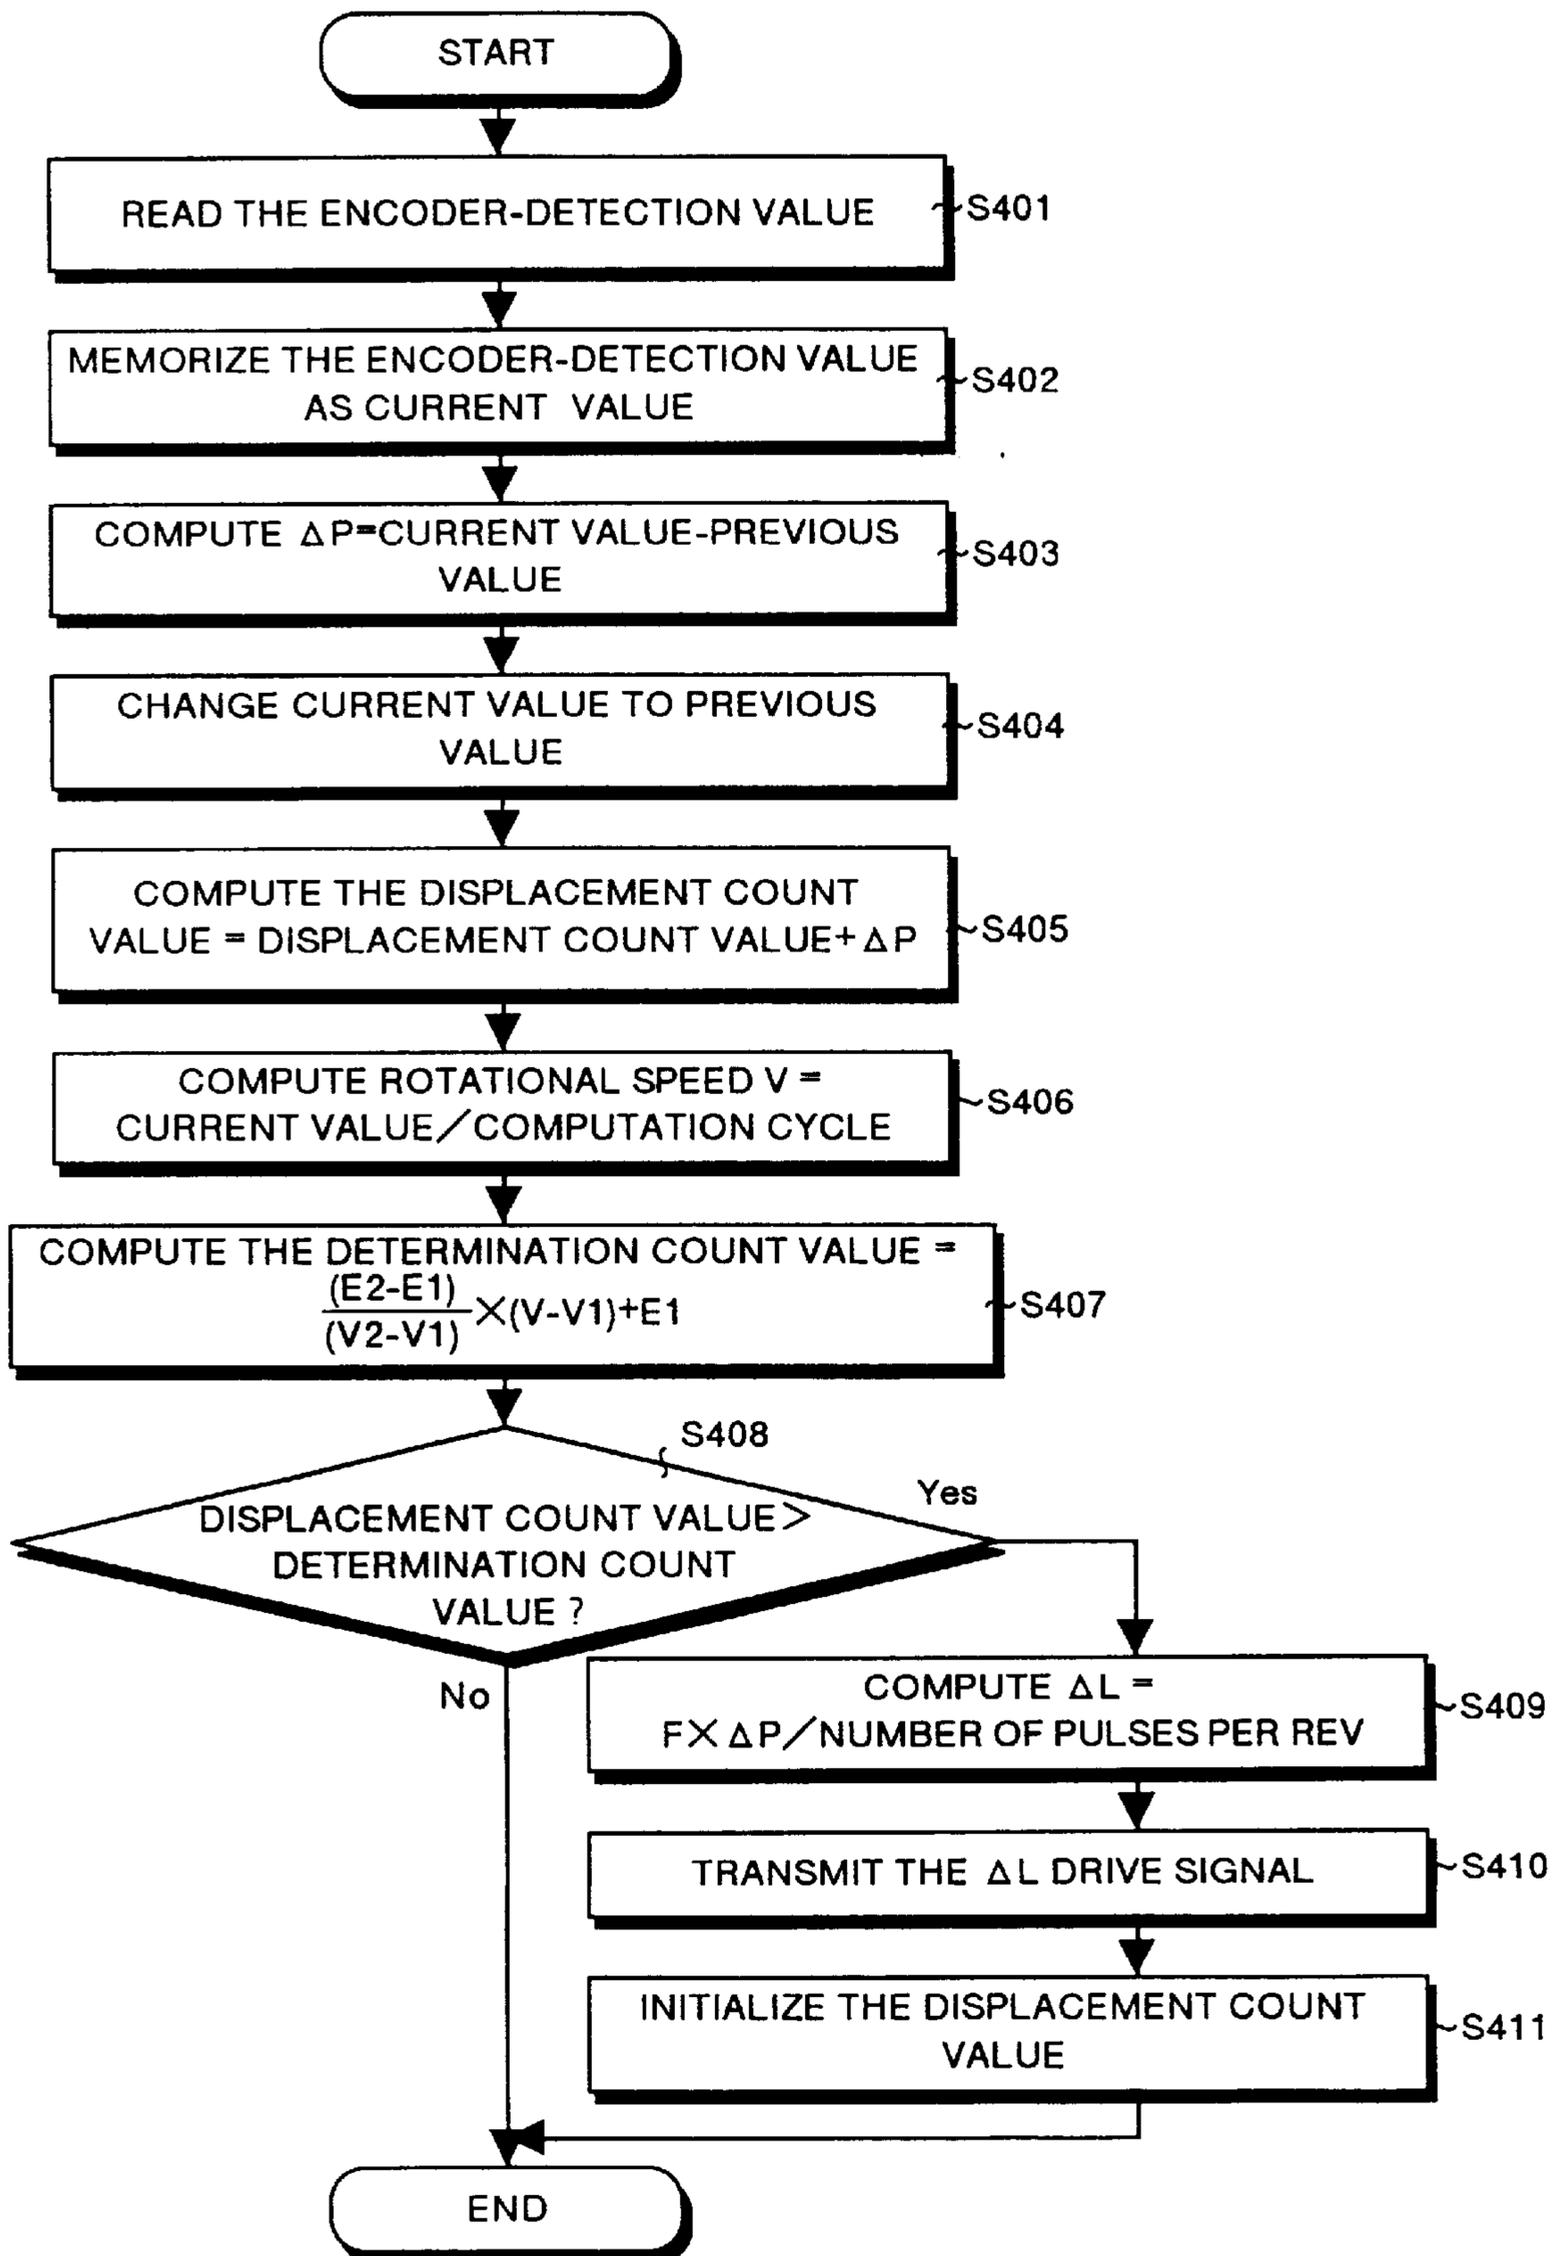 START
READ THE ENCODER-DETECTION VALUE
S401
MEMORIZE THE ENCODER-DETECTION VALUE
AS CURRENT VALUE
S402
COMPUTE ΔP=CURRENT VALUE-PREVIOUS
VALUE
S403
CHANGE CURRENT VALUE TO PREVIOUS
VALUE
S404
COMPUTE THE DISPLACEMENT COUNT
VALUE = DISPLACEMENT COUNT VALUE+ΔP
S405
COMPUTE ROTATIONAL SPEED V =
CURRENT VALUE/COMPUTATION CYCLE
S406
COMPUTE THE DETERMINATION COUNT VALUE =
(E2-E1)
(V2-V1)
×(V-V1)+E1
S407
S408
DISPLACEMENT COUNT VALUE>
DETERMINATION COUNT
VALUE ?
Yes
No
COMPUTE ΔL =
F×ΔP/NUMBER OF PULSES PER REV
S409
TRANSMIT THE ΔL DRIVE SIGNAL
S410
INITIALIZE THE DISPLACEMENT COUNT
VALUE
S411
END